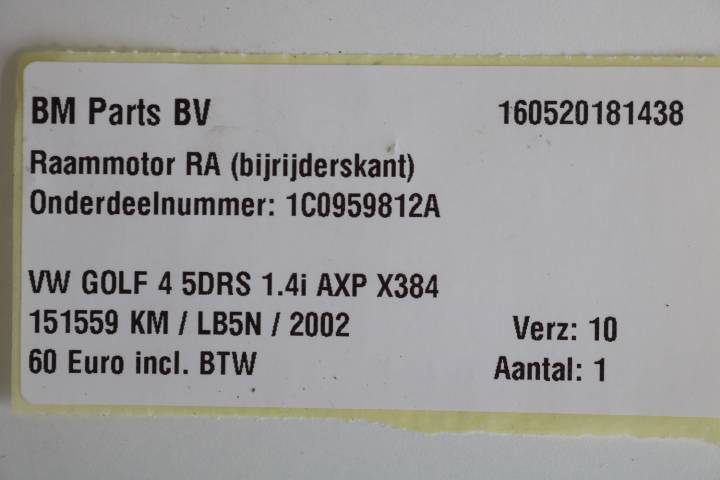 BM Parts BV 160520181438
Raammotor RA (bijrijderskant)
Onderdeelnummer: 1C0959812A
VW GOLF 4 5DRS 1.4i AXP X384
151559 KM / LB5N / 2002 Verz: 10
60 Euro incl. BTW Aantal: 1